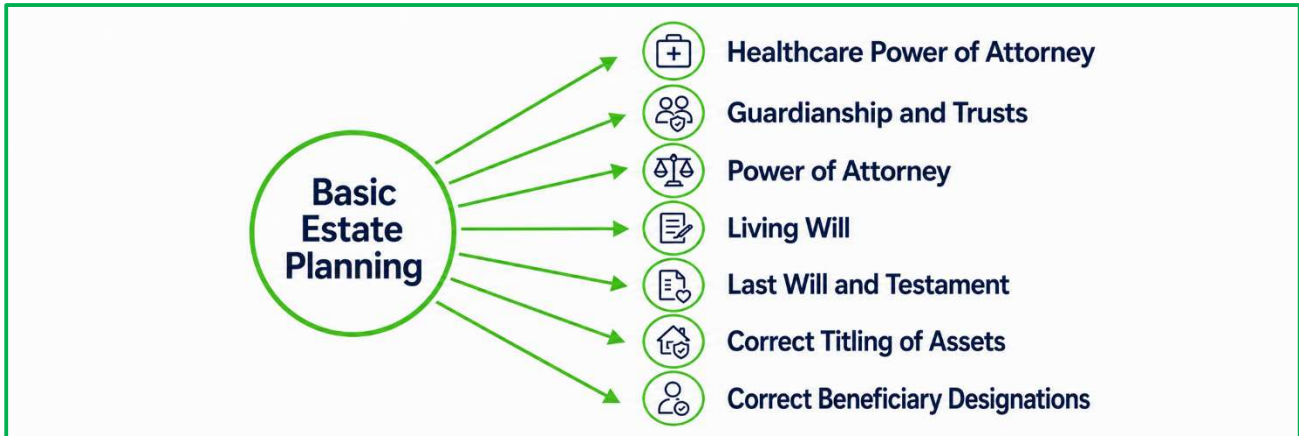 Basic
Estate
Planning
Healthcare Power of Attorney
Guardianship and Trusts
Power of Attorney
Living Will
Last Will and Testament
Correct Titling of Assets
Correct Beneficiary Designations